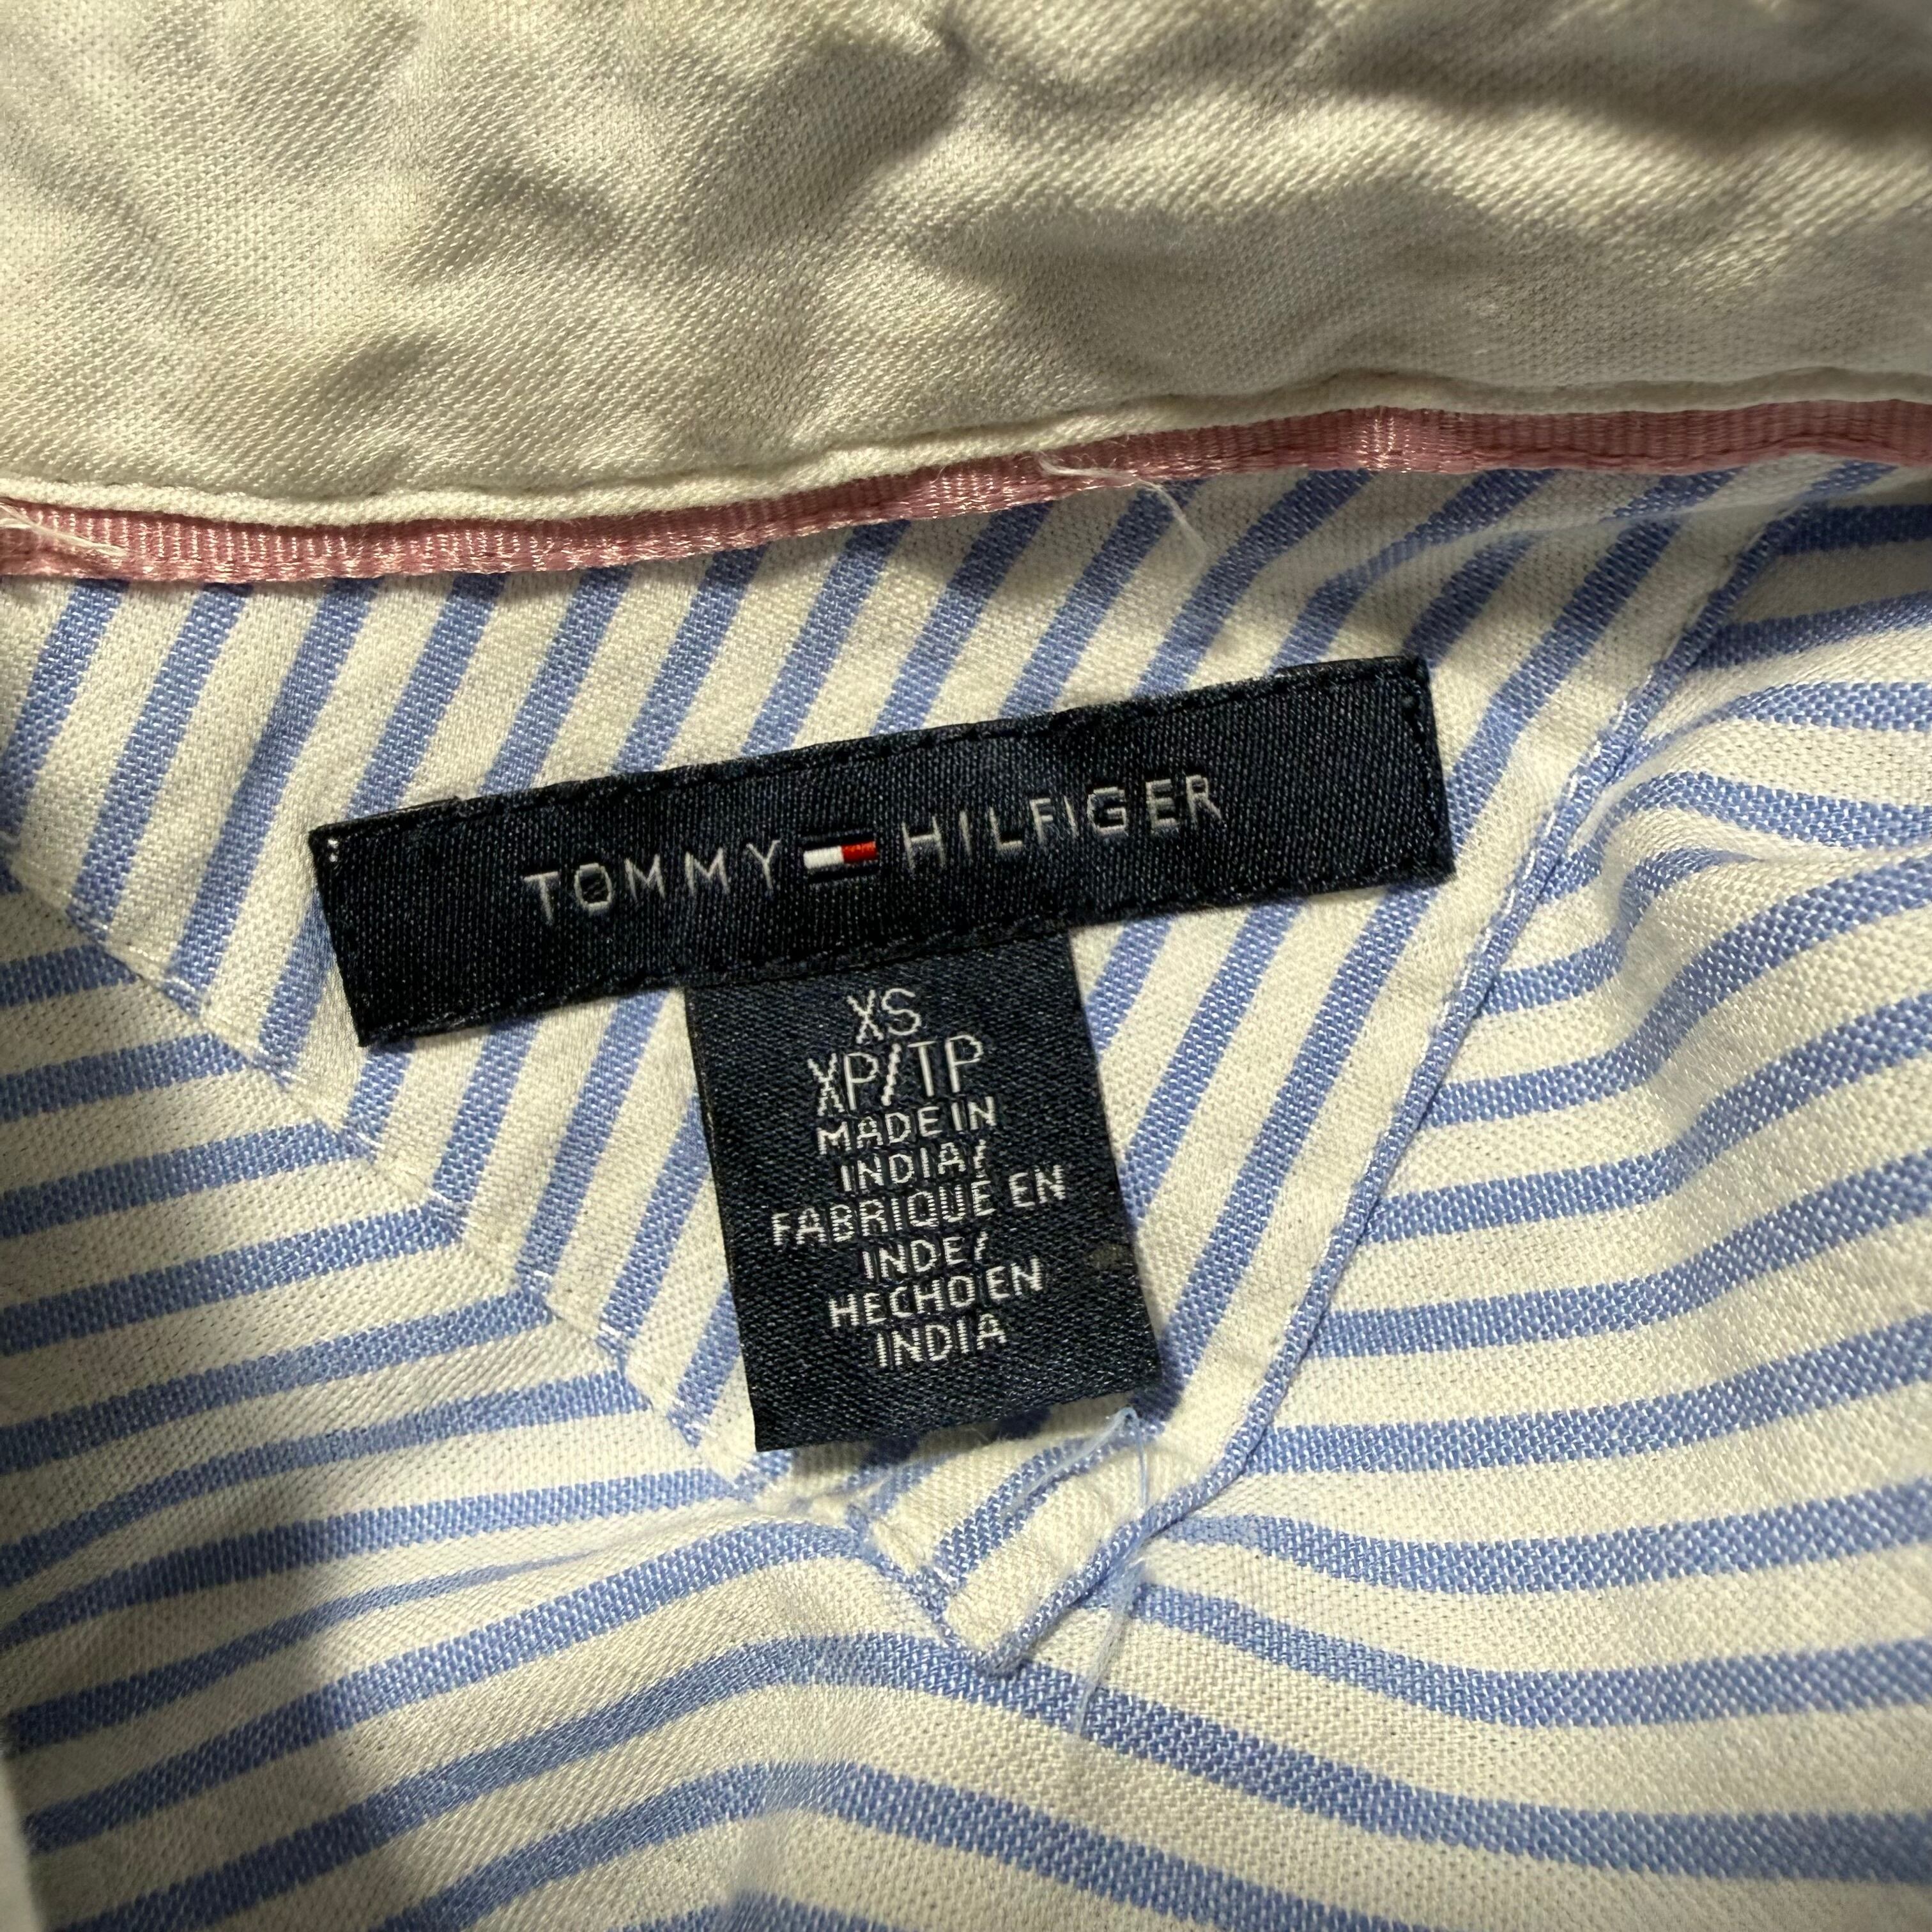 TOMMY HILFIGER
XS
XP/TP
MADE IN
INDIA/
FABRIQUÉ EN
INDE/
HECHO EN
INDIA